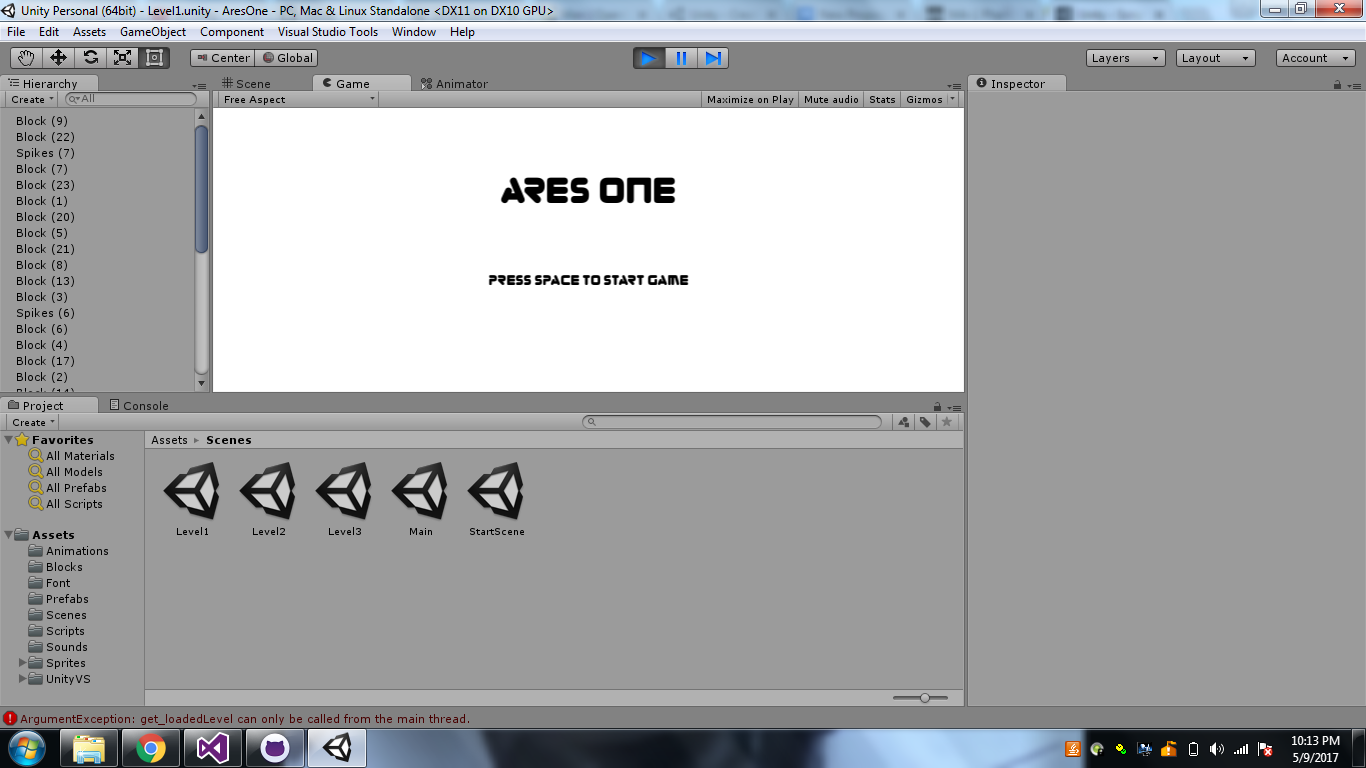 Unity Personal (64bit) - Level1.unity - AresOne - PC, Mac & Linux Standalone <DX11 on DX10 GPU>
File Edit Assets GameObject Component Visual Studio Tools Window Help
Center Global Layers Layout Account
Hierarchy
Create All
Block (9)
Block (22)
Spikes (7)
Block (7)
Block (23)
Block (1)
Block (20)
Block (5)
Block (21)
Block (8)
Block (13)
Block (3)
Spikes (6)
Block (6)
Block (4)
Block (17)
Block (2)
Scene Game Animator
Free Aspect Maximize on Play Mute audio Stats Gizmos
ARES ONE
PRESS SPACE TO START GAME
Inspector
Project Console
Create
Favorites
All Materials
All Models
All Prefabs
All Scripts
Assets
Animations
Blocks
Font
Prefabs
Scenes
Scripts
Sounds
Sprites
UnityVS
Assets ▸ Scenes
Level1 Level2 Level3 Main StartScene
ArgumentException: get_loadedLevel can only be called from the main thread.
10:13 PM
5/9/2017